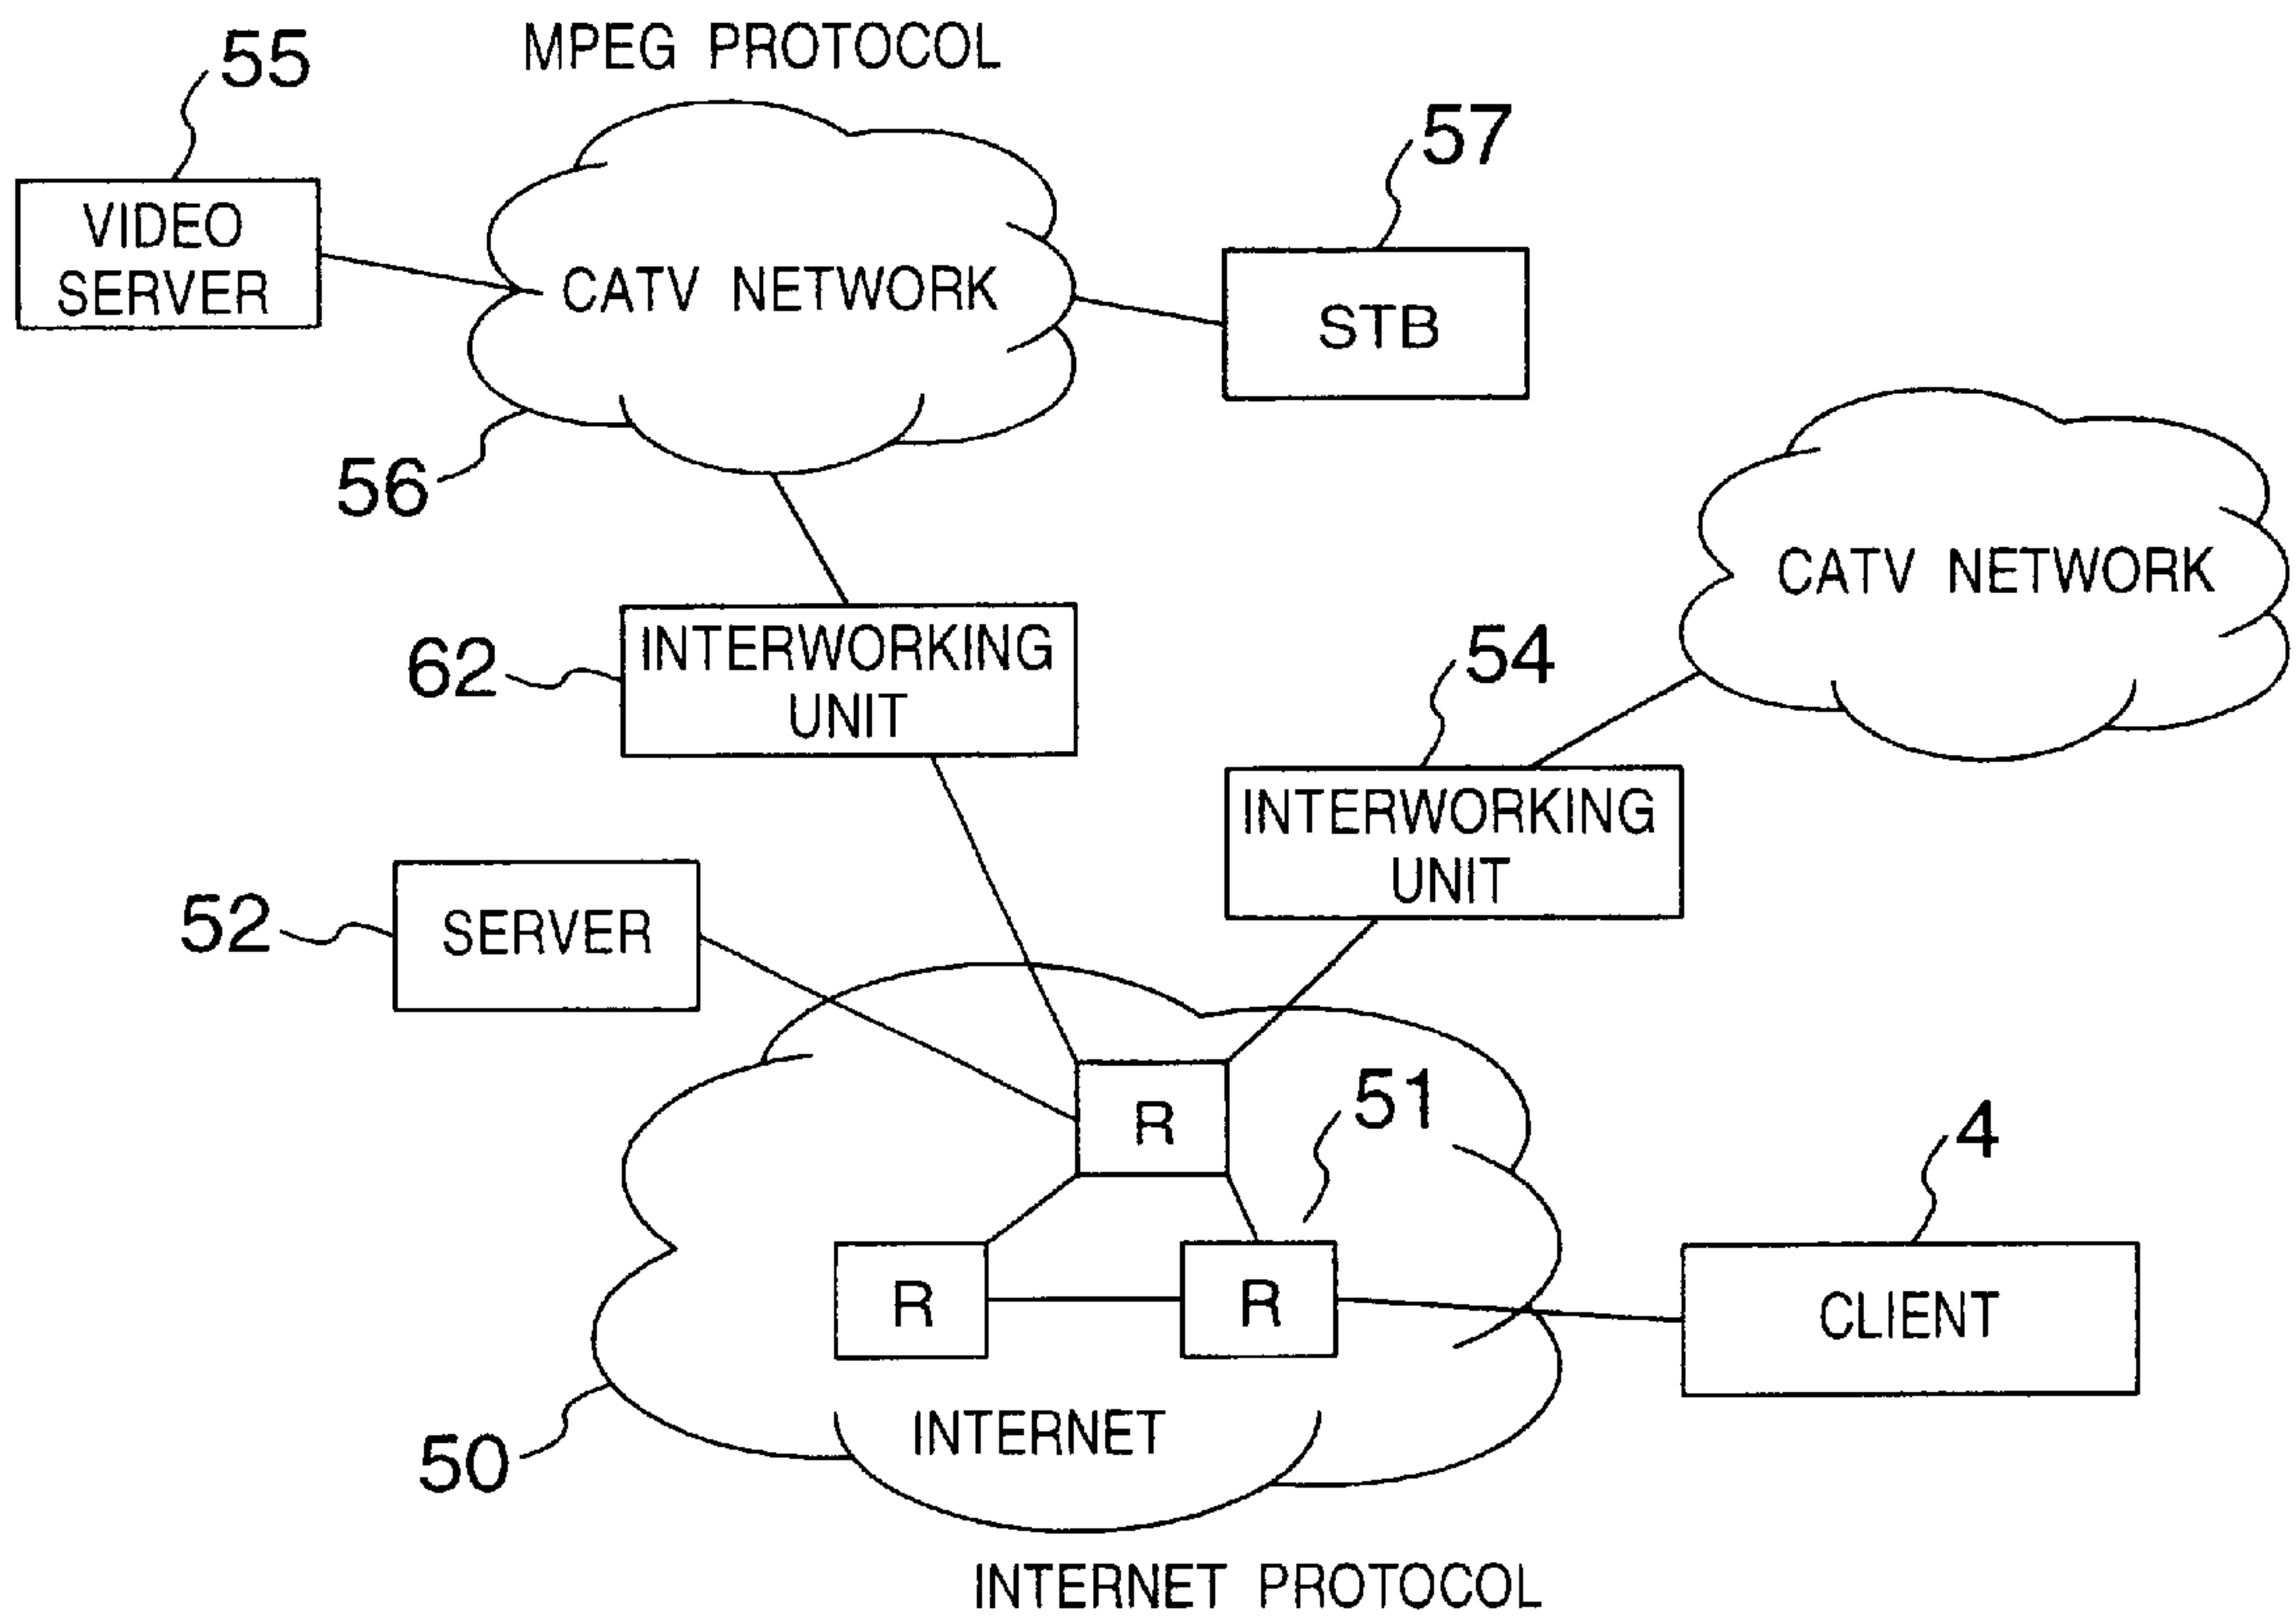 MPEG PROTOCOL
55
57
VIDEO
SERVER
CATV NETWORK
STB
56
CATV NETWORK
62
INTERWORKING
UNIT
54
INTERWORKING
UNIT
52
SERVER
R
51
4
R
R
CLIENT
INTERNET
50
INTERNET PROTOCOL